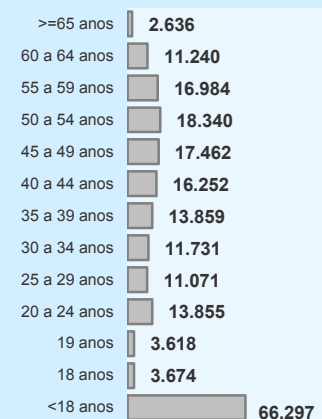 >=65 anos 2.636
60 a 64 anos 11.240
55 a 59 anos 16.984
50 a 54 anos 18.340
45 a 49 anos 17.462
40 a 44 anos 16.252
35 a 39 anos 13.859
30 a 34 anos 11.731
25 a 29 anos 11.071
20 a 24 anos 13.855
19 anos 3.618
18 anos 3.674
<18 anos 66.297